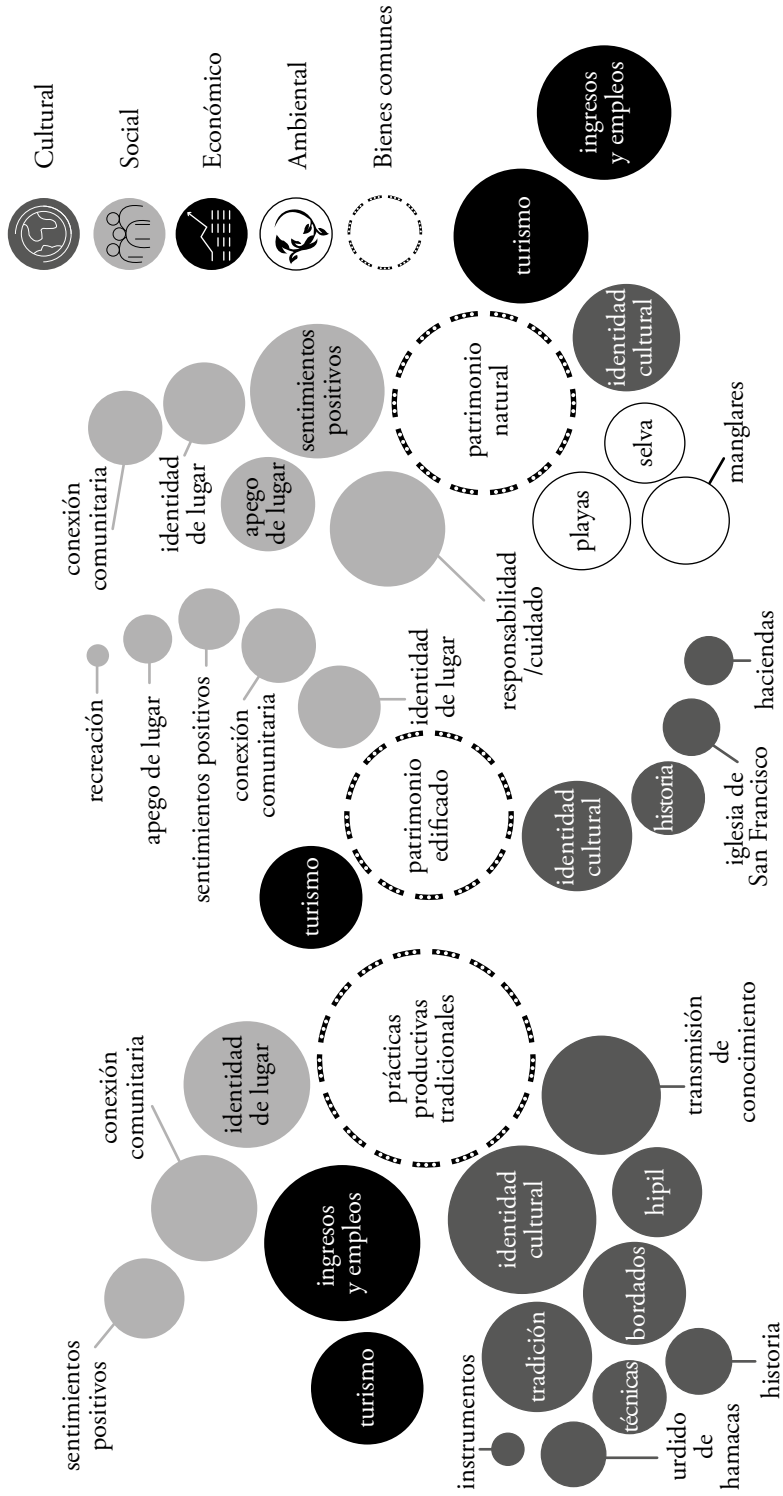 sentimientos
positivos
conexión
comunitaria
identidad
de lugar
turismo
ingresos
y empleos
prácticas
productivas
tradicionales
instrumentos
tradición
identidad
cultural
técnicas
bordados
hipil
urdido
de
hamacas
historia
transmisión
de
conocimiento
recreación
apego de lugar
sentimientos positivos
conexión
comunitaria
identidad
de lugar
turismo
patrimonio
edificado
identidad
cultural
historia
iglesia de
San Francisco
haciendas
conexión
comunitaria
identidad
de lugar
apego
de lugar
sentimientos
positivos
responsabilidad
/cuidado
patrimonio
natural
playas
selva
manglares
identidad
cultural
turismo
ingresos
y empleos
Cultural
Social
Económico
Ambiental
Bienes comunes